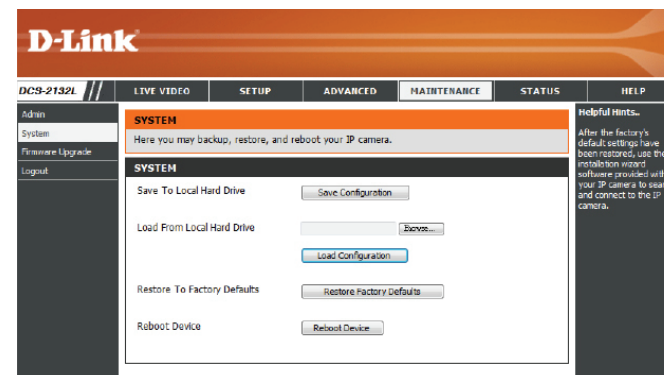 D-Link
DCS-2132L
LIVE VIDEO
SETUP
ADVANCED
MAINTENANCE
STATUS
HELP
Admin
System
Firmware Upgrade
Logout
SYSTEM
Here you may backup, restore, and reboot your IP camera.
SYSTEM
Save To Local Hard Drive
Save Configuration
Load From Local Hard Drive
Browse...
Load Configuration
Restore To Factory Defaults
Restore Factory Defaults
Reboot Device
Reboot Device
Helpful Hints..
After the factory's
default settings have
been restored, use the
installation wizard
software provided with
your IP camera to sear
and connect to the IP
camera.